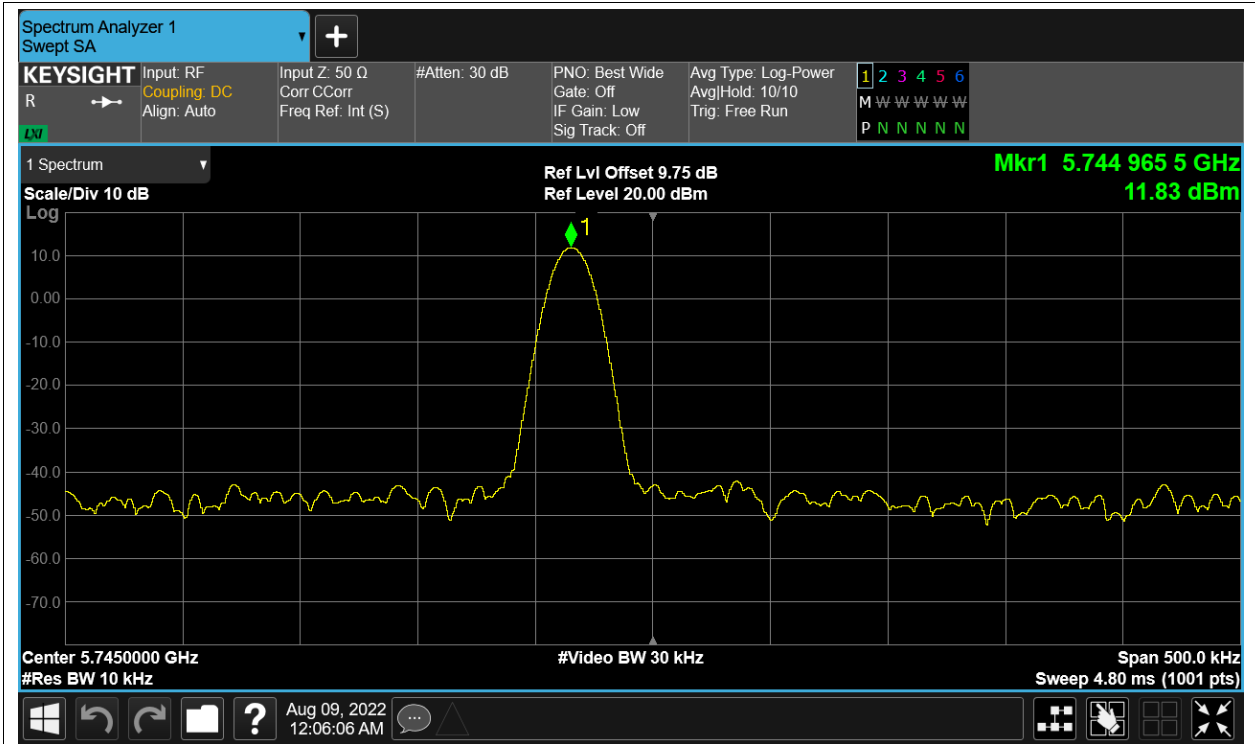 Spectrum Analyzer 1
Swept SA
KEYSIGHT
R
LXI
Input: RF
Coupling: DC
Align: Auto
Input Z: 50 Ω
Corr CCorr
Freq Ref: Int (S)
#Atten: 30 dB
PNO: Best Wide
Gate: Off
IF Gain: Low
Sig Track: Off
Avg Type: Log-Power
Avg|Hold: 10/10
Trig: Free Run
1 2 3 4 5 6
M W W W W W
P N N N N N
1 Spectrum
Scale/Div 10 dB
Log
Ref Lvl Offset 9.75 dB
Ref Level 20.00 dBm
Mkr1 5.744 965 5 GHz
11.83 dBm
1
10.0
0.00
-10.0
-20.0
-30.0
-40.0
-50.0
-60.0
-70.0
Center 5.7450000 GHz
#Res BW 10 kHz
#Video BW 30 kHz
Span 500.0 kHz
Sweep 4.80 ms (1001 pts)
?
Aug 09, 2022
12:06:06 AM